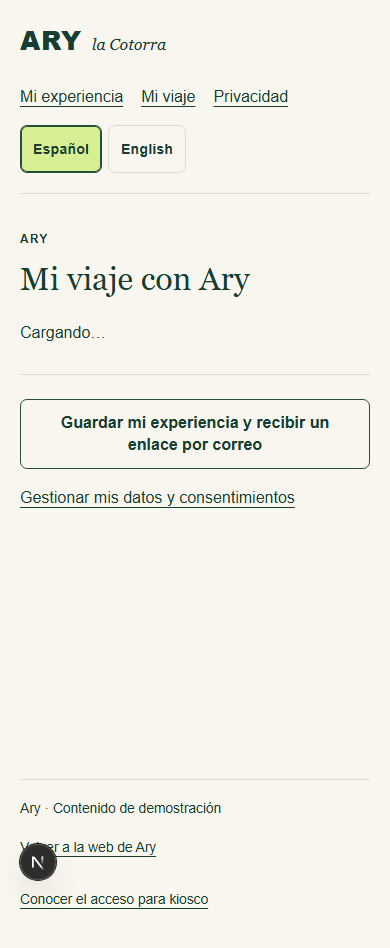 ARY la Cotorra
Mi experiencia Mi viaje Privacidad
Español English
ARY
Mi viaje con Ary
Cargando...
Guardar mi experiencia y recibir un
enlace por correo
Gestionar mis datos y consentimientos
Ary · Contenido de demostración
a la web de Ary
N
Conocer el acceso para kiosco